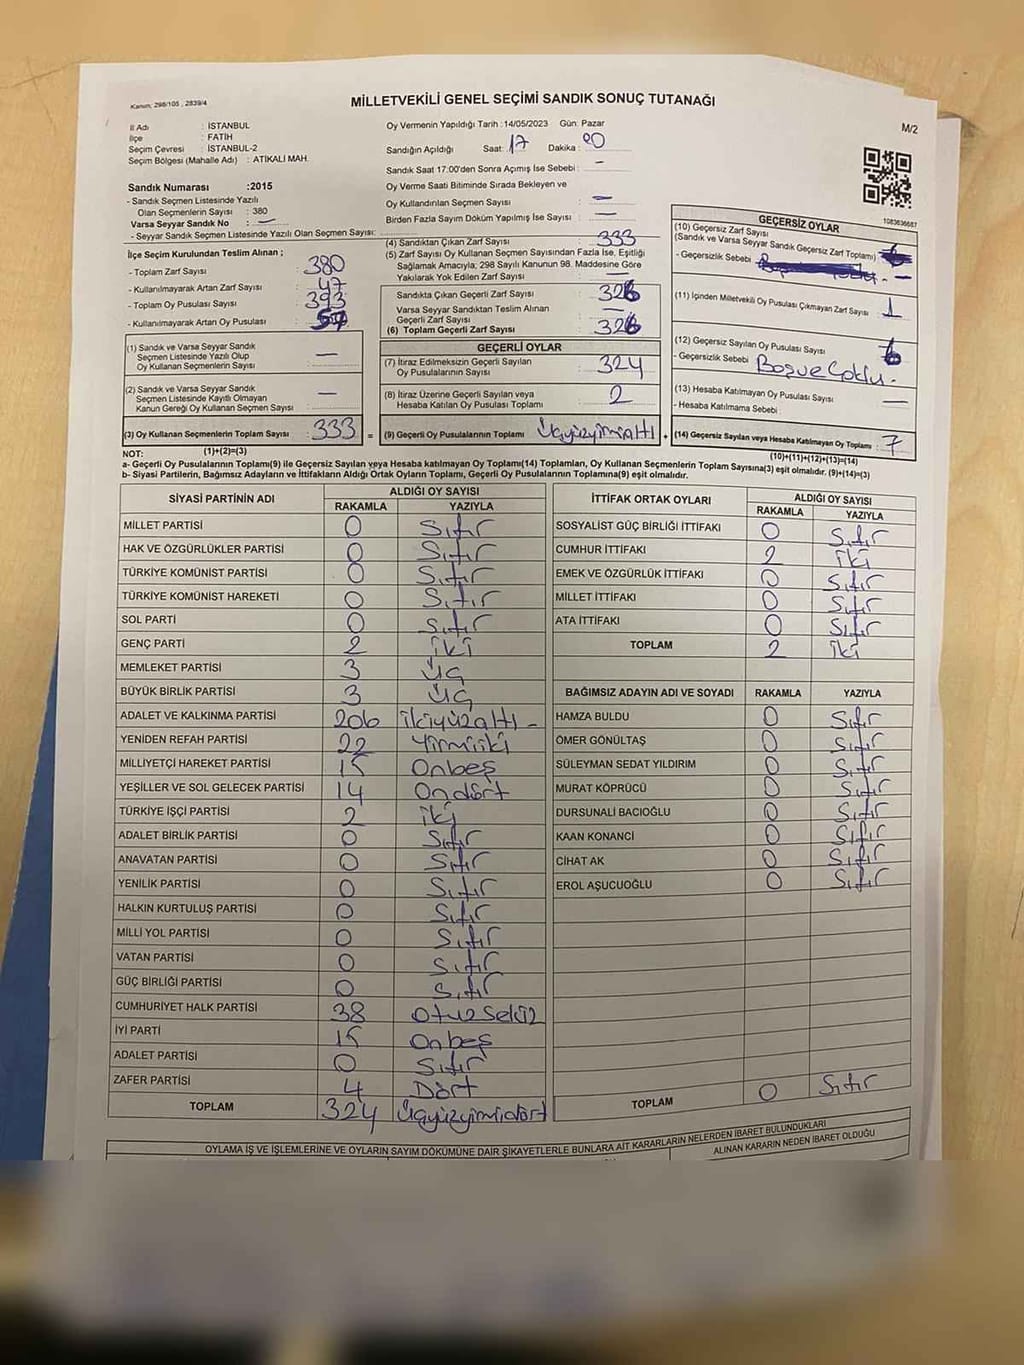 Kanun; 298/105 , 2839/4
MİLLETVEKİLİ GENEL SEÇİMİ SANDIK SONUÇ TUTANAĞI
M/2
İl Adı : İSTANBUL
İlçe : FATİH
Seçim Çevresi : İSTANBUL-2
Seçim Bölgesi (Mahalle Adı) : ATİKALİ MAH.
Sandık Numarası :2015
- Sandık Seçmen Listesinde Yazılı
Olan Seçmenlerin Sayısı : 380
Varsa Seyyar Sandık No : —
- Seyyar Sandık Seçmen Listesinde Yazılı Olan Seçmen Sayısı:
Oy Vermenin Yapıldığı Tarih :14/05/2023 Gün: Pazar
Sandığın Açıldığı Saat: 17 Dakika :
Sandık Saat 17:00'den Sonra Açımış İse Sebebi : —
Oy Verme Saati Bitiminde Sırada Bekleyen ve
Oy Kullandırılan Seçmen Sayısı : —
Birden Fazla Sayım Döküm Yapılmış İse Sayısı : —
1083636687
İlçe Seçim Kurulundan Teslim Alınan ;
- Toplam Zarf Sayısı : 380
- Kullanılmayarak Artan Zarf Sayısı : 47
- Toplam Oy Pusulası Sayısı : 393
- Kullanılmayarak Artan Oy Pusulası :
(1) Sandık ve Varsa Seyyar Sandık
Seçmen Listesinde Yazılı Olup
Oy Kullanan Seçmenlerin Sayısı : —
(2) Sandık ve Varsa Seyyar Sandık
Seçmen Listesinde Kayıtlı Olmayan
Kanun Gereği Oy Kullanan Seçmen Sayısı : —
(3) Oy Kullanan Seçmenlerin Toplam Sayısı : 333 =
(1)+(2)=(3)
(4) Sandıktan Çıkan Zarf Sayısı : 333
(5) Zarf Sayısı Oy Kullanan Seçmen Sayısından Fazla İse, Eşitliği
Sağlamak Amacıyla; 298 Sayılı Kanunun 98. Maddesine Göre
Yakılarak Yok Edilen Zarf Sayısı : —
Sandıkta Çıkan Geçerli Zarf Sayısı : 326
Varsa Seyyar Sandıktan Teslim Alınan
Geçerli Zarf Sayısı : —
(6) Toplam Geçerli Zarf Sayısı : 326
GEÇERLİ OYLAR
(7) İtiraz Edilmeksizin Geçerli Sayılan
Oy Pusulalarının Sayısı : 324
(8) İtiraz Üzerine Geçerli Sayılan veya
Hesaba Katılan Oy Pusulası Toplamı : 2
(9) Geçerli Oy Pusulalarının Toplamı : Üçyüzyirmialtı +
GEÇERSİZ OYLAR
(10) Geçersiz Zarf Sayısı
(Sandık ve Varsa Seyyar Sandık Geçersiz Zarf Toplamı) :
- Geçersizlik Sebebi :
(11) İçinden Milletvekili Oy Pusulası Çıkmayan Zarf Sayısı : 1
(12) Geçersiz Sayılan Oy Pusulası Sayısı : 6
- Geçersizlik Sebebi : Boş ve Çoklu.
(13) Hesaba Katılmayan Oy Pusulası Sayısı : —
- Hesaba Katılmama Sebebi :
(14) Geçersiz Sayılan veya Hesaba Katılmayan Oy Toplamı : 7
(10)+(11)+(12)+(13)=(14)
NOT:
a- Geçerli Oy Pusulalarının Toplamı(9) ile Geçersiz Sayılan veya Hesaba katılmayan Oy Toplamı(14) Toplamları, Oy Kullanan Seçmenlerin Toplam Sayısına(3) eşit olmalıdır. (9)+(14)=(3)
b- Siyasi Partilerin, Bağımsız Adayların ve İttifakların Aldığı Oyların Toplamı, Geçerli Oy Pusulalarının Toplamına(9) eşit olmalıdır.
SİYASİ PARTİNİN ADI ALDIĞI OY SAYISI
RAKAMLA YAZIYLA
MİLLET PARTİSİ 0 Sıfır
HAK VE ÖZGÜRLÜKLER PARTİSİ 0 Sıfır
TÜRKİYE KOMÜNİST PARTİSİ 0 Sıfır
TÜRKİYE KOMÜNİST HAREKETİ 0 Sıfır
SOL PARTİ 0 Sıfır
GENÇ PARTİ 2 iki
MEMLEKET PARTİSİ 3 Üç
BÜYÜK BİRLİK PARTİSİ 3 Üç
ADALET VE KALKINMA PARTİSİ 206 ikiyüzaltı -
YENİDEN REFAH PARTİSİ 22 Yirmiiki
MİLLİYETÇİ HAREKET PARTİSİ 15 Onbeş
YEŞİLLER VE SOL GELECEK PARTİSİ 14 Ondört
TÜRKİYE İŞÇİ PARTİSİ 2 iki
ADALET BİRLİK PARTİSİ 0 Sıfır
ANAVATAN PARTİSİ 0 Sıfır
YENİLİK PARTİSİ 0 Sıfır
HALKIN KURTULUŞ PARTİSİ 0 Sıfır
MİLLİ YOL PARTİSİ 0 Sıfır
VATAN PARTİSİ 0 Sıfır
GÜÇ BİRLİĞİ PARTİSİ 0 Sıfır
CUMHURİYET HALK PARTİSİ 38 Otuz Sekiz
İYİ PARTİ 15 Onbeş
ADALET PARTİSİ 0 Sıfır
ZAFER PARTİSİ 4 Dört
TOPLAM 324 Üçyüzyirmidört
İTTİFAK ORTAK OYLARI ALDIĞI OY SAYISI
RAKAMLA YAZIYLA
SOSYALİST GÜÇ BİRLİĞİ İTTİFAKI 0 Sıfır
CUMHUR İTTİFAKI 2 iki
EMEK VE ÖZGÜRLÜK İTTİFAKI 0 Sıfır
MİLLET İTTİFAKI 0 Sıfır
ATA İTTİFAKI 0 Sıfır
TOPLAM 2 iki
BAĞIMSIZ ADAYIN ADI VE SOYADI RAKAMLA YAZIYLA
HAMZA BULDU 0 Sıfır
ÖMER GÖNÜLTAŞ 0 Sıfır
SÜLEYMAN SEDAT YILDIRIM 0 Sıfır
MURAT KÖPRÜCÜ 0 Sıfır
DURSUNALİ BACIOĞLU 0 Sıfır
KAAN KONANCİ 0 Sıfır
CİHAT AK 0 Sıfır
EROL AŞUCUOĞLU 0 Sıfır
TOPLAM 0 Sıfır
OYLAMA İŞ VE İŞLEMLERİNE VE OYLARIN SAYIM DÖKÜMÜNE DAİR ŞİKAYETLERLE BUNLARA AİT KARARLARIN NELERDEN İBARET BULUNDUKLARI
ALINAN KARARIN NEDEN İBARET OLDUĞU